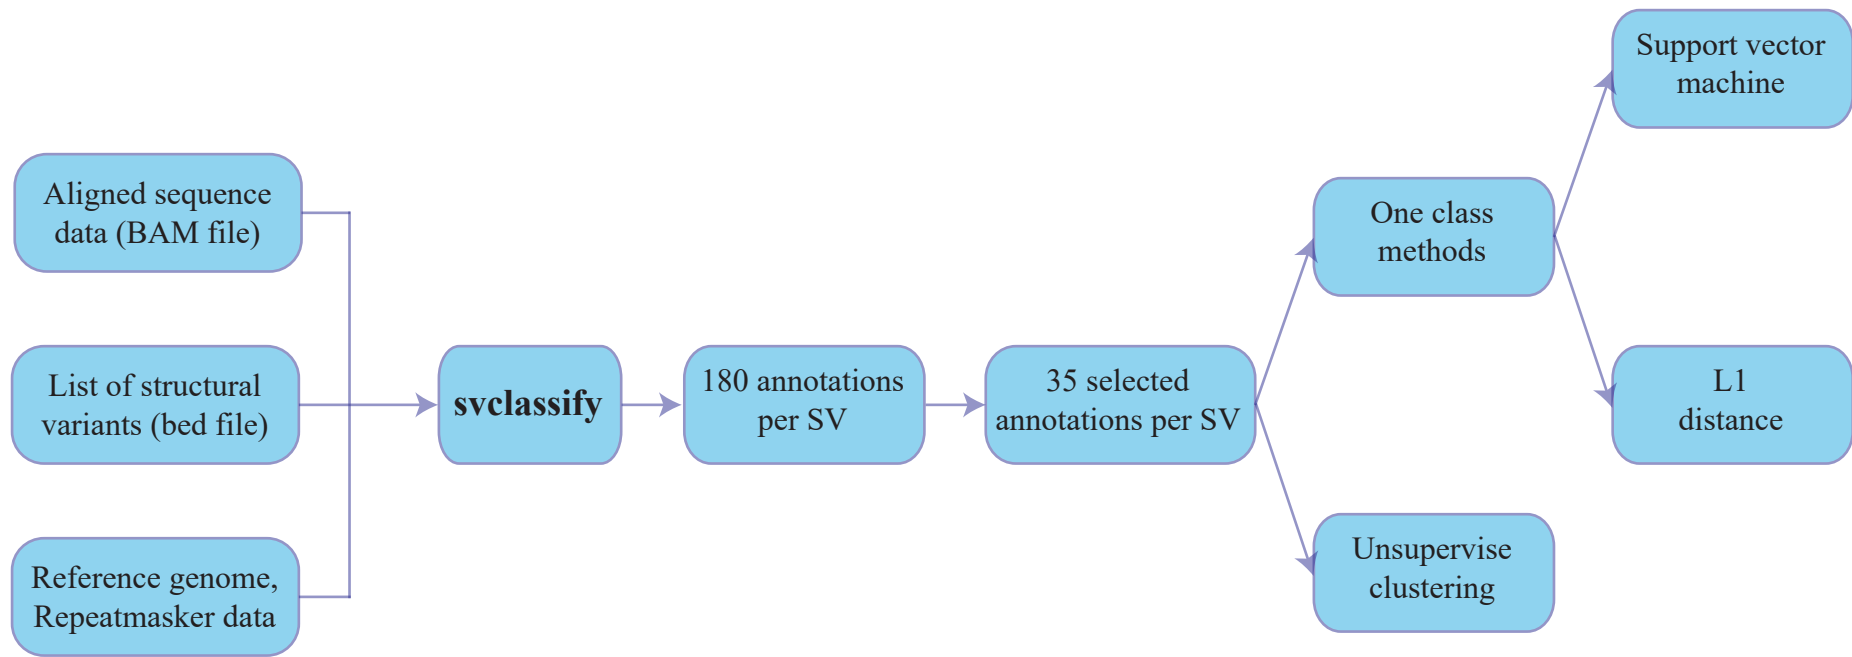 Aligned sequence
data (BAM file)
List of structural
variants (bed file)
Reference genome,
Repeatmasker data
svclassify
180 annotations
per SV
35 selected
annotations per SV
One class
methods
Unsupervise
clustering
Support vector
machine
L1
distance